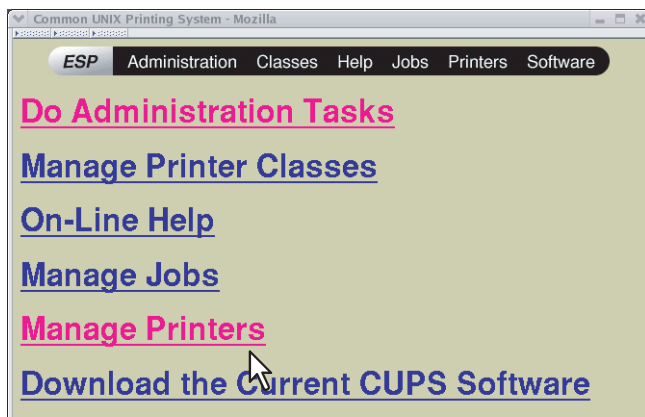 Common UNIX Printing System - Mozilla
ESP Administration Classes Help Jobs Printers Software
Do Administration Tasks
Manage Printer Classes
On-Line Help
Manage Jobs
Manage Printers
Download the Current CUPS Software